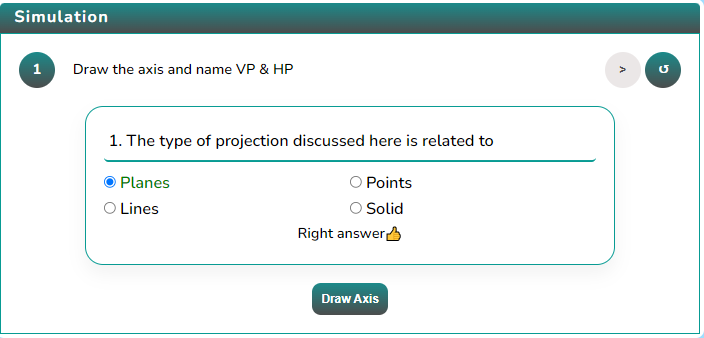 Simulation
1 Draw the axis and name VP & HP > ↺
1. The type of projection discussed here is related to
Planes Points
Lines Solid
Right answer👍
Draw Axis